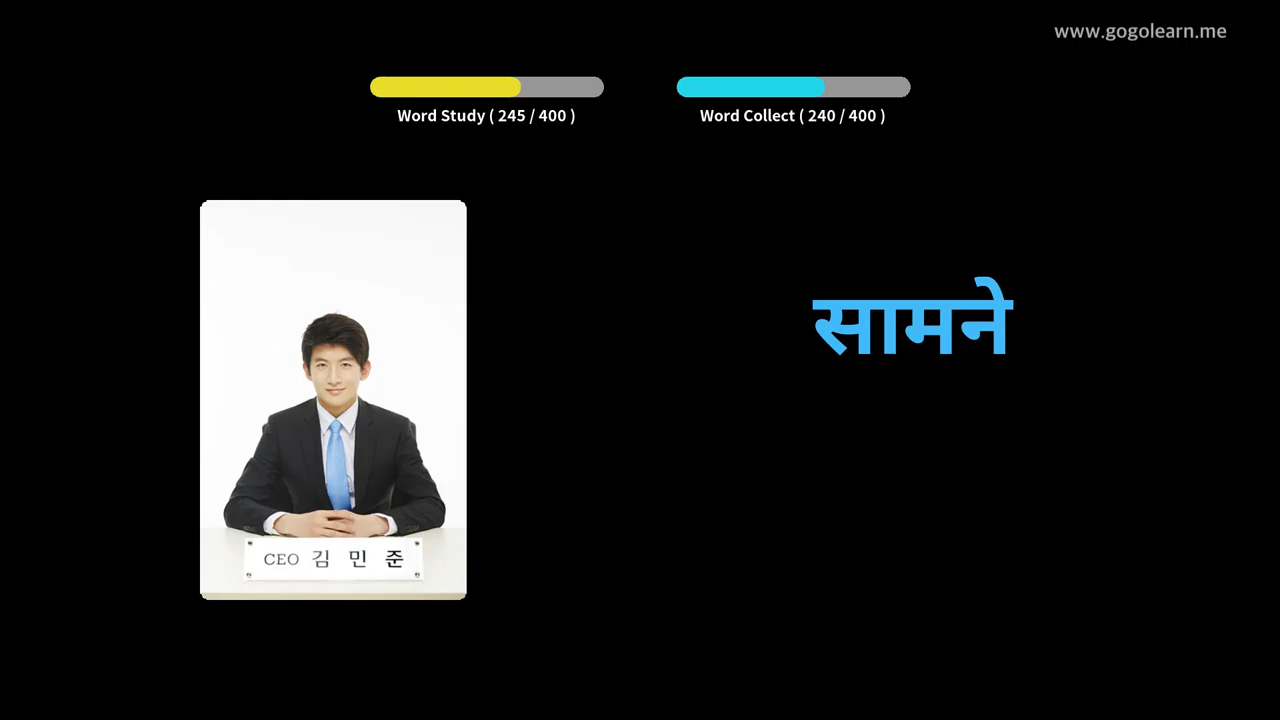 www.gogolearn.me
Word Study ( 245 / 400 )
Word Collect ( 240 / 400 )
सामने
CEO 김 민 준